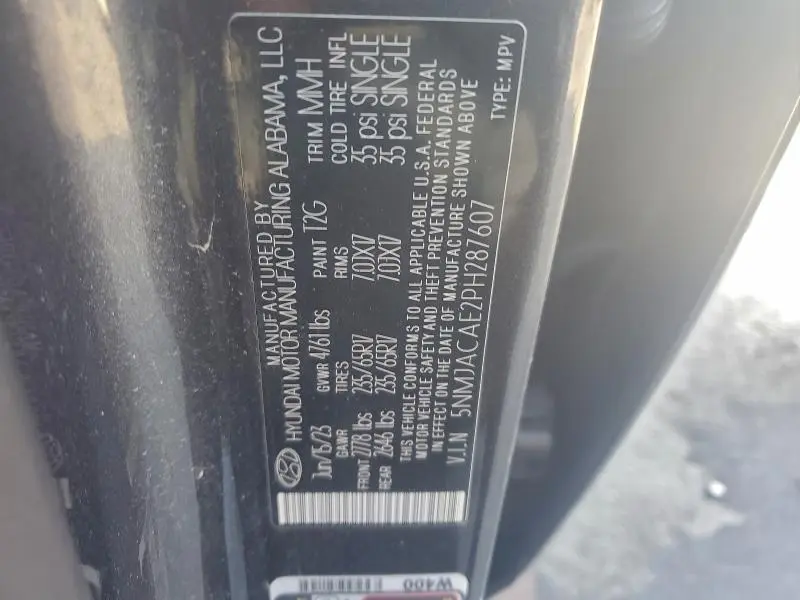 MANUFACTURED BY
HYUNDAI MOTOR MANUFACTURING ALABAMA, LLC
Jun/15/23 GVWR 4761 lbs PAINT T2G TRIM MMH
GAWR TIRES RIMS COLD TIRE INFL
FRONT 2778 lbs 235/65R17 7.0JX17 35 psi SINGLE
REAR 2646 lbs 235/65R17 7.0JX17 35 psi SINGLE
THIS VEHICLE CONFORMS TO ALL APPLICABLE U.S.A. FEDERAL
MOTOR VEHICLE SAFETY AND THEFT PREVENTION STANDARDS
IN EFFECT ON THE DATE OF MANUFACTURE SHOWN ABOVE
V.I.N 5NMJACAE2PH287607 TYPE: MPV
W400